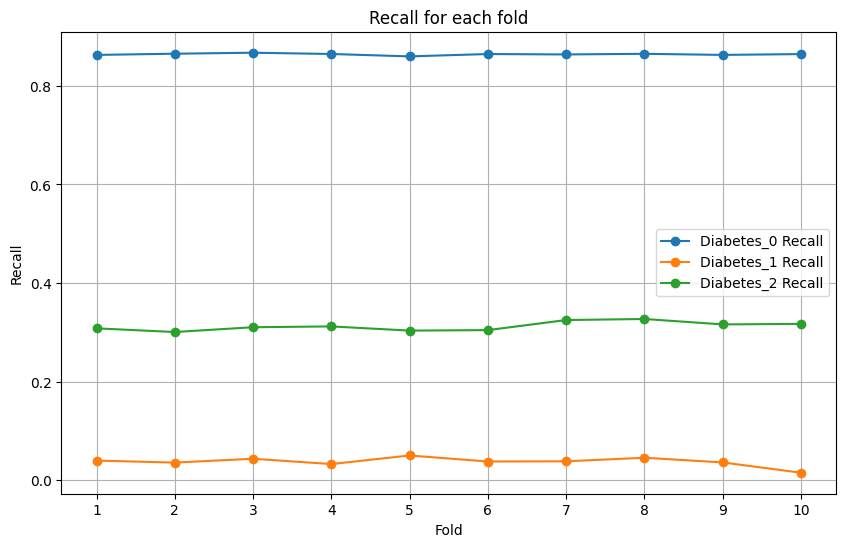 Recall for each fold
Recall
0.8
0.6
0.4
0.2
0.0
Diabetes_0 Recall
Diabetes_1 Recall
Diabetes_2 Recall
1 2 3 4 5 6 7 8 9 10
Fold